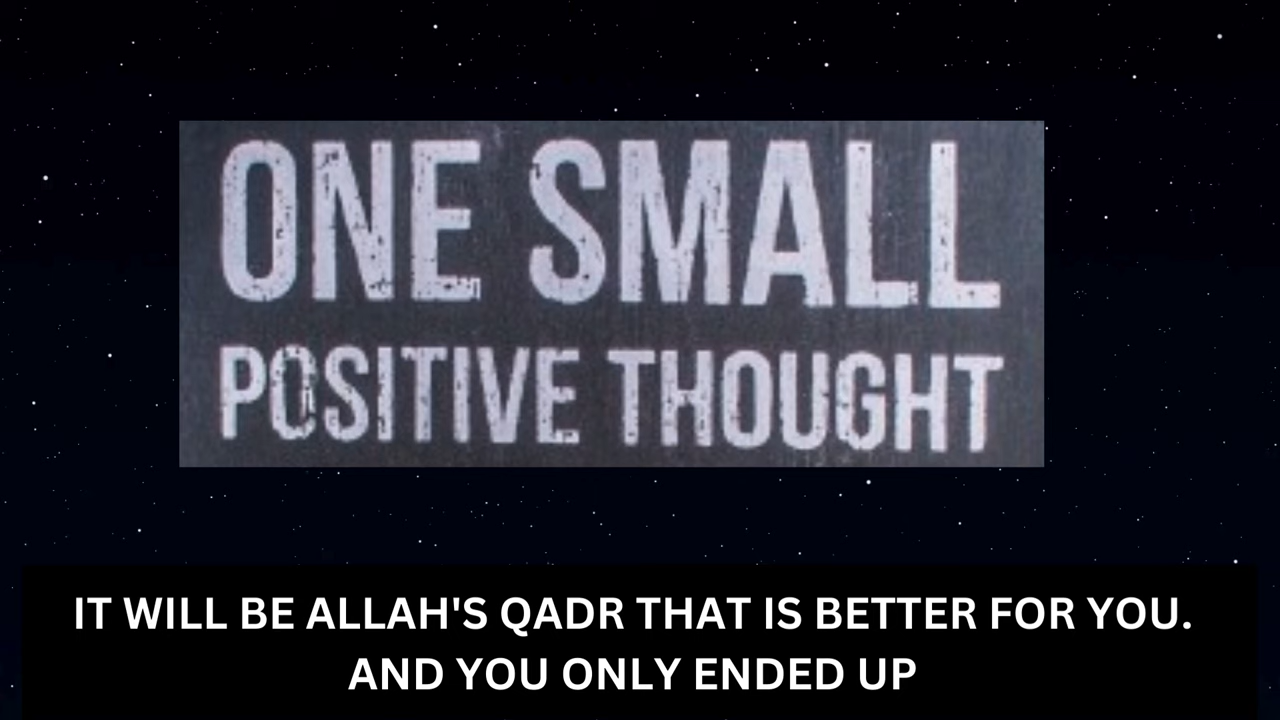 ONE SMALL
POSITIVE THOUGHT
IT WILL BE ALLAH'S QADR THAT IS BETTER FOR YOU.
AND YOU ONLY ENDED UP